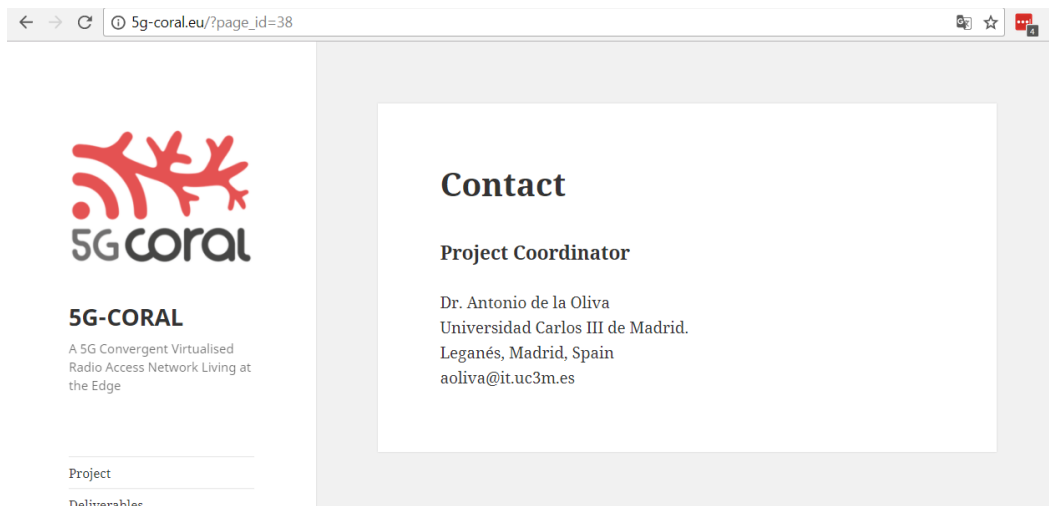 5g-coral.eu/?page_id=38
4
5G coral
5G-CORAL
A 5G Convergent Virtualised
Radio Access Network Living at
the Edge
Project
Deliverables
Contact
Project Coordinator
Dr. Antonio de la Oliva
Universidad Carlos III de Madrid.
Leganés, Madrid, Spain
aoliva@it.uc3m.es